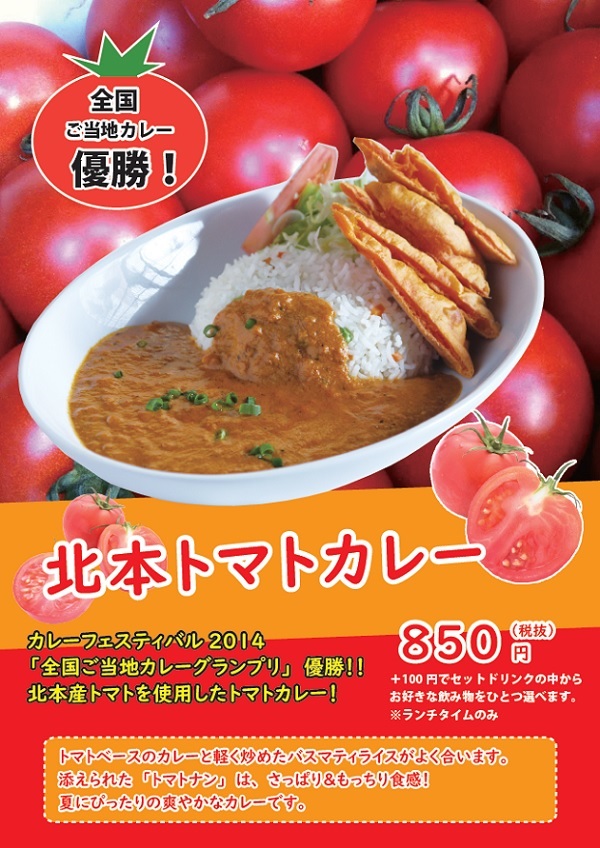 全国
ご当地カレー
優勝！
北本トマトカレー
カレーフェスティバル 2014
「全国ご当地カレーグランプリ」 優勝!!
北本産トマトを使用したトマトカレー！
850円（税抜）
＋100円でセットドリンクの中から
お好きな飲み物をひとつ選べます。
※ランチタイムのみ
トマトベースのカレーと軽く炒めたバスマティライスがよく合います。
添えられた「トマトナン」は、さっぱり&もっちり食感！
夏にぴったりの爽やかなカレーです。